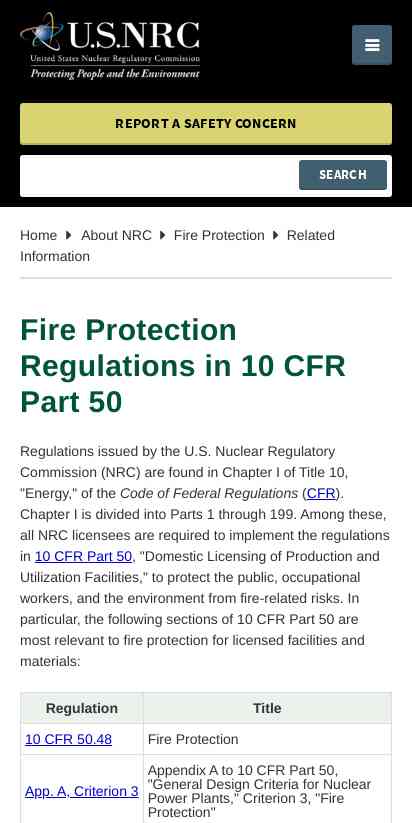 U.S.NRC
United States Nuclear Regulatory Commission
Protecting People and the Environment
REPORT A SAFETY CONCERN
SEARCH
Home About NRC Fire Protection Related
Information
Fire Protection
Regulations in 10 CFR
Part 50
Regulations issued by the U.S. Nuclear Regulatory
Commission (NRC) are found in Chapter I of Title 10,
"Energy," of the Code of Federal Regulations (CFR).
Chapter I is divided into Parts 1 through 199. Among these,
all NRC licensees are required to implement the regulations
in 10 CFR Part 50, "Domestic Licensing of Production and
Utilization Facilities," to protect the public, occupational
workers, and the environment from fire-related risks. In
particular, the following sections of 10 CFR Part 50 are
most relevant to fire protection for licensed facilities and
materials:
Regulation Title
10 CFR 50.48 Fire Protection
App. A, Criterion 3 Appendix A to 10 CFR Part 50,
"General Design Criteria for Nuclear
Power Plants," Criterion 3, "Fire
Protection"